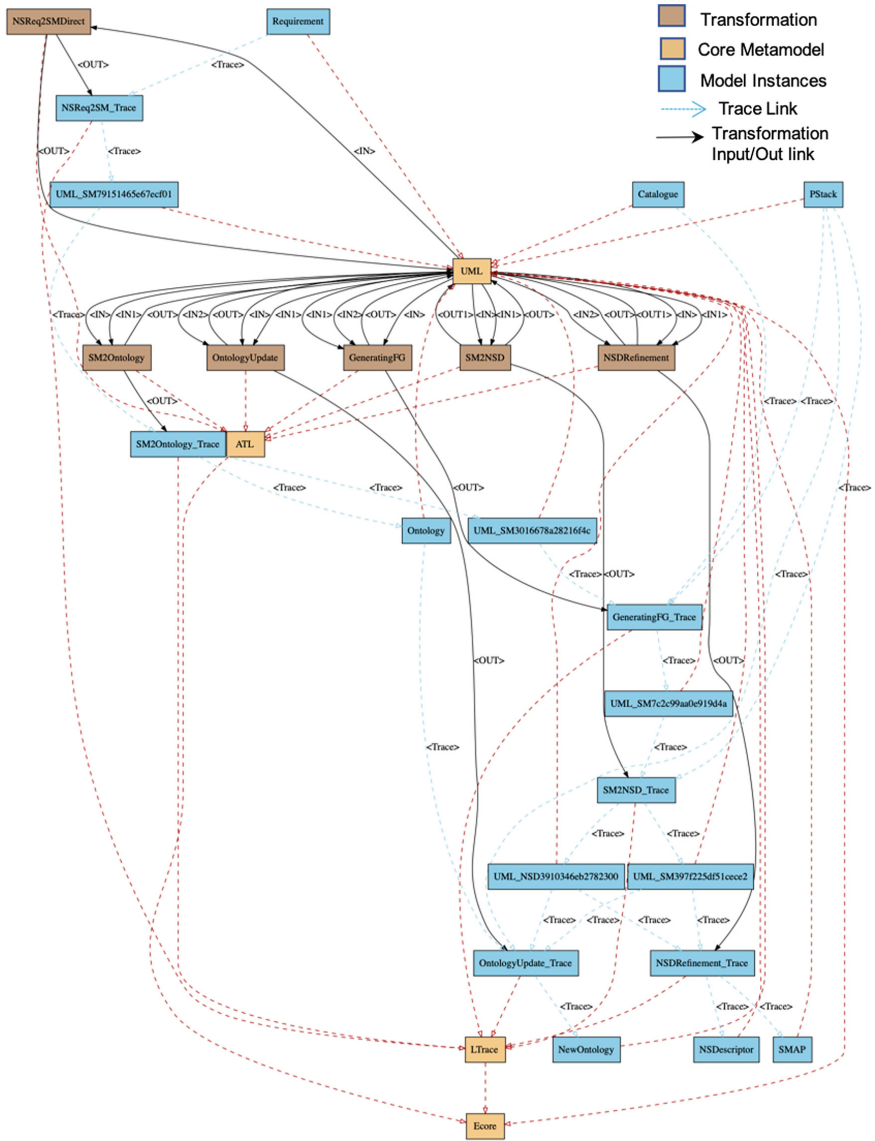 NSReq2SMDirect
Requirement
Transformation
Core Metamodel
Model Instances
Trace Link
Transformation
Input/Out link
<OUT>
<Trace>
NSReq2SM_Trace
<OUT>
<Trace>
<IN>
UML_SM79151465e67ecf01
Catalogue
PStack
UML
<Trace>
<IN>
<IN1>
<OUT>
<IN2>
<OUT>
<IN>
<IN1>
<IN1>
<IN2>
<OUT>
<IN>
<OUT1>
<IN>
<IN1>
<OUT>
<IN2>
<OUT>
<OUT1>
<IN>
<IN1>
SM2Ontology
OntologyUpdate
GeneratingFG
SM2NSD
NSDRefinement
<OUT>
<Trace>
<Trace>
SM2Ontology_Trace
ATL
<Trace>
<Trace>
<OUT>
<Trace>
Ontology
UML_SM3016678a28216f4c
<Trace>
<OUT>
<Trace>
GeneratingFG_Trace
<OUT>
<Trace>
<OUT>
UML_SM7c2c99aa0e919d4a
<Trace>
<Trace>
SM2NSD_Trace
<Trace>
<Trace>
UML_NSD3910346eb2782300
UML_SM397f225df51cece2
<Trace>
<Trace>
<Trace>
<Trace>
OntologyUpdate_Trace
NSDRefinement_Trace
<Trace>
<Trace>
<Trace>
LTrace
NewOntology
NSDescriptor
SMAP
Ecore